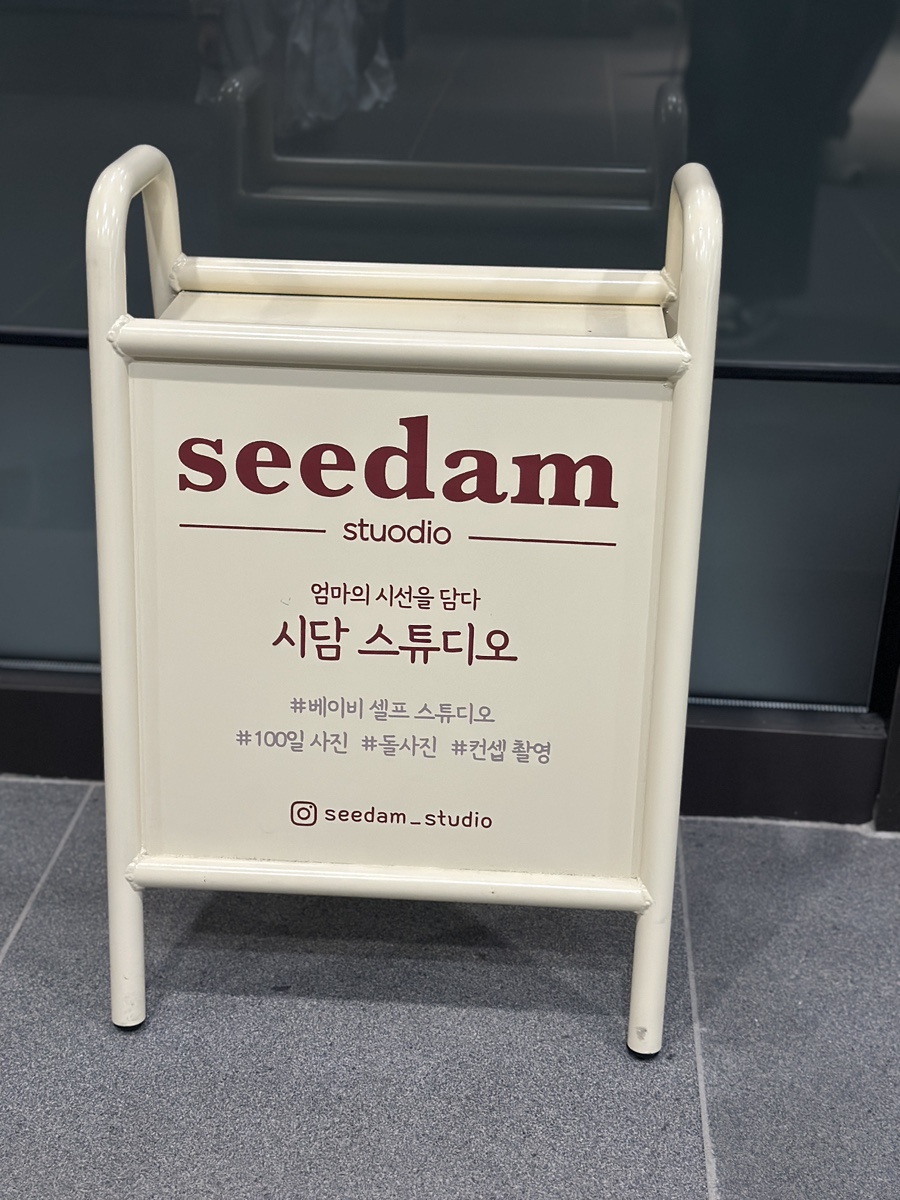 seedam
stuodio
엄마의 시선을 담다
시담 스튜디오
#베이비 셀프 스튜디오
#100일 사진 #돌사진 #컨셉 촬영
seedam_studio